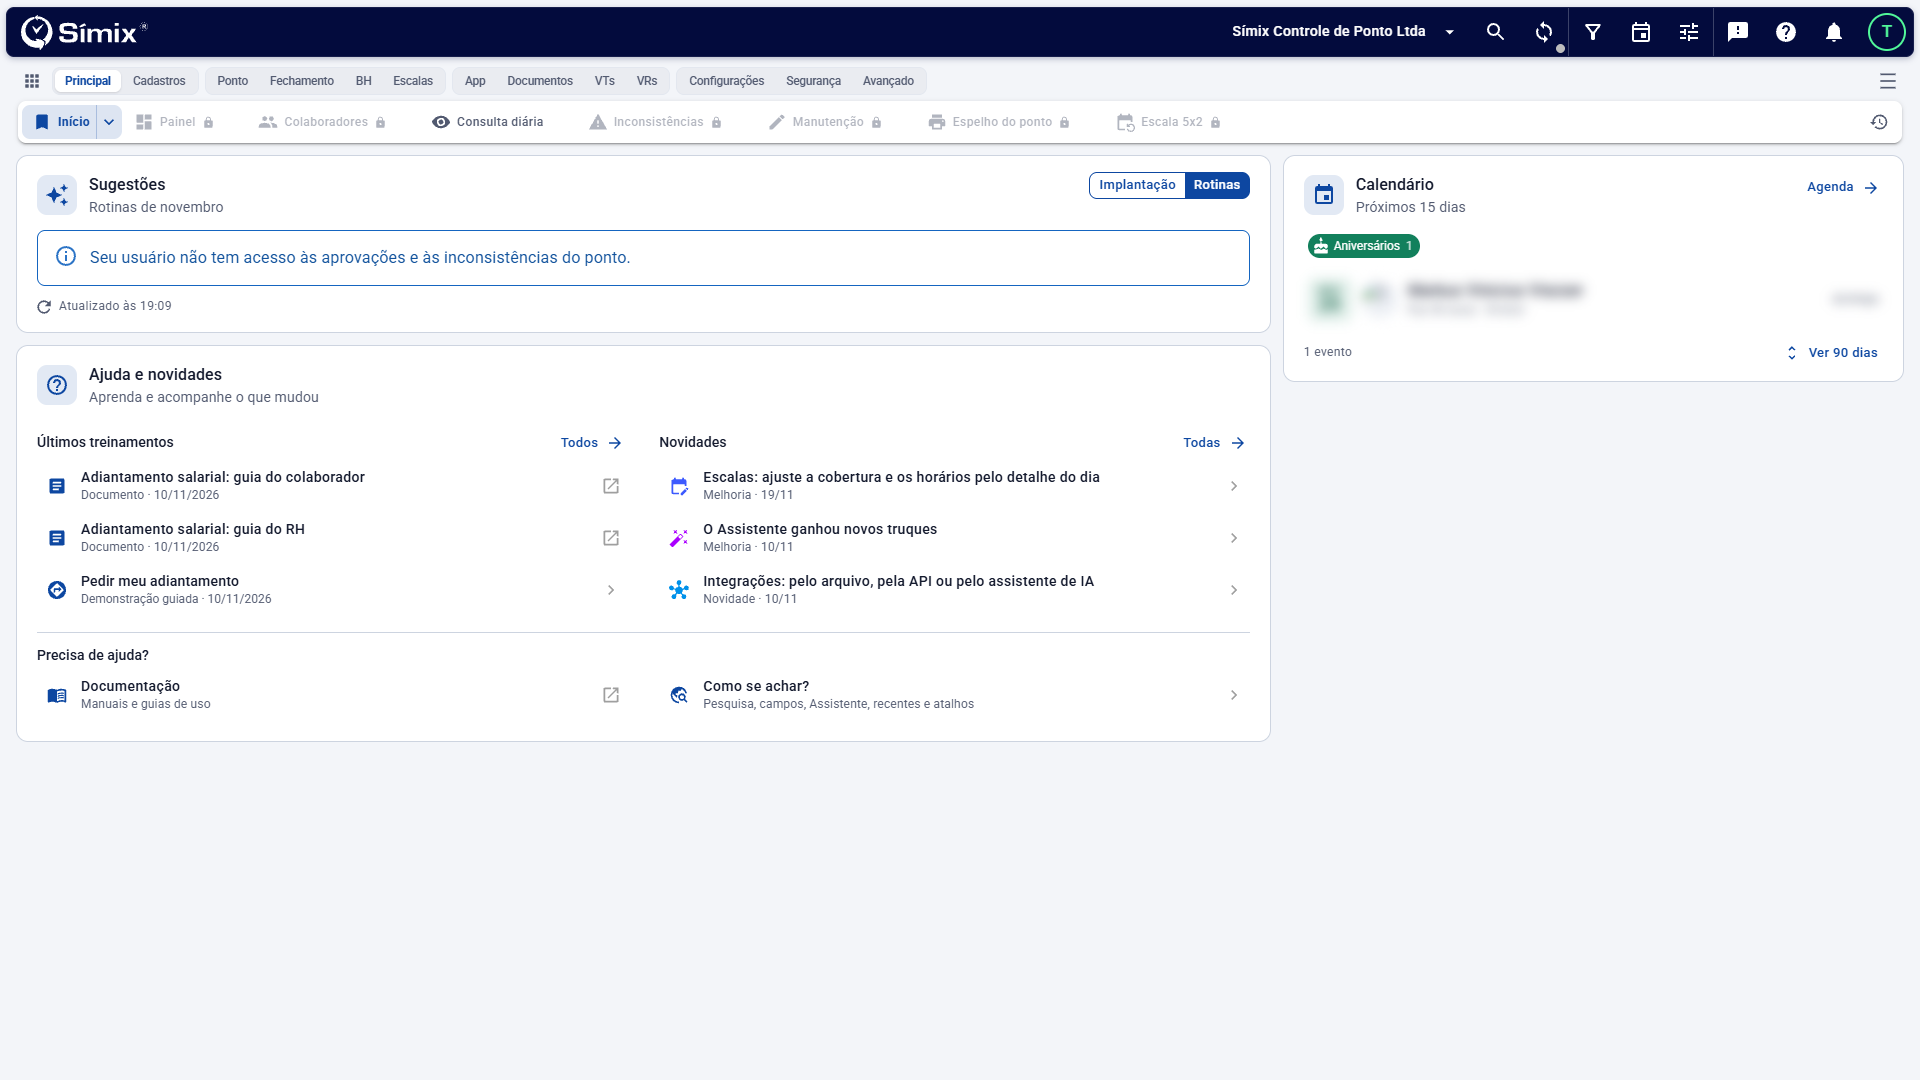 Símix®
Símix Controle de Ponto Ltda
T
Principal Cadastros Ponto Fechamento BH Escalas App Documentos VTs VRs Configurações Segurança Avançado
Início Painel Colaboradores Consulta diária Inconsistências Manutenção Espelho do ponto Escala 5x2
Sugestões
Rotinas de novembro
Implantação Rotinas
Seu usuário não tem acesso às aprovações e às inconsistências do ponto.
Atualizado às 19:09
Calendário
Próximos 15 dias
Agenda
Aniversários 1
1 evento
Ver 90 dias
Ajuda e novidades
Aprenda e acompanhe o que mudou
Últimos treinamentos
Todos
Adiantamento salarial: guia do colaborador
Documento · 10/11/2026
Adiantamento salarial: guia do RH
Documento · 10/11/2026
Pedir meu adiantamento
Demonstração guiada · 10/11/2026
Novidades
Todas
Escalas: ajuste a cobertura e os horários pelo detalhe do dia
Melhoria · 19/11
O Assistente ganhou novos truques
Melhoria · 10/11
Integrações: pelo arquivo, pela API ou pelo assistente de IA
Novidade · 10/11
Precisa de ajuda?
Documentação
Manuais e guias de uso
Como se achar?
Pesquisa, campos, Assistente, recentes e atalhos